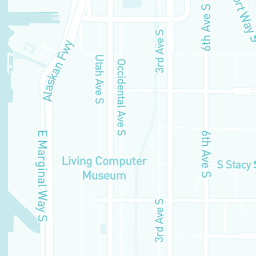 Alaskan Fwy
Utah Ave S
Occidental Ave S
3rd Ave S
6th Ave S
E Marginal Way S
Living Computer
Museum
6th Ave S
S Stacy
3rd Ave S